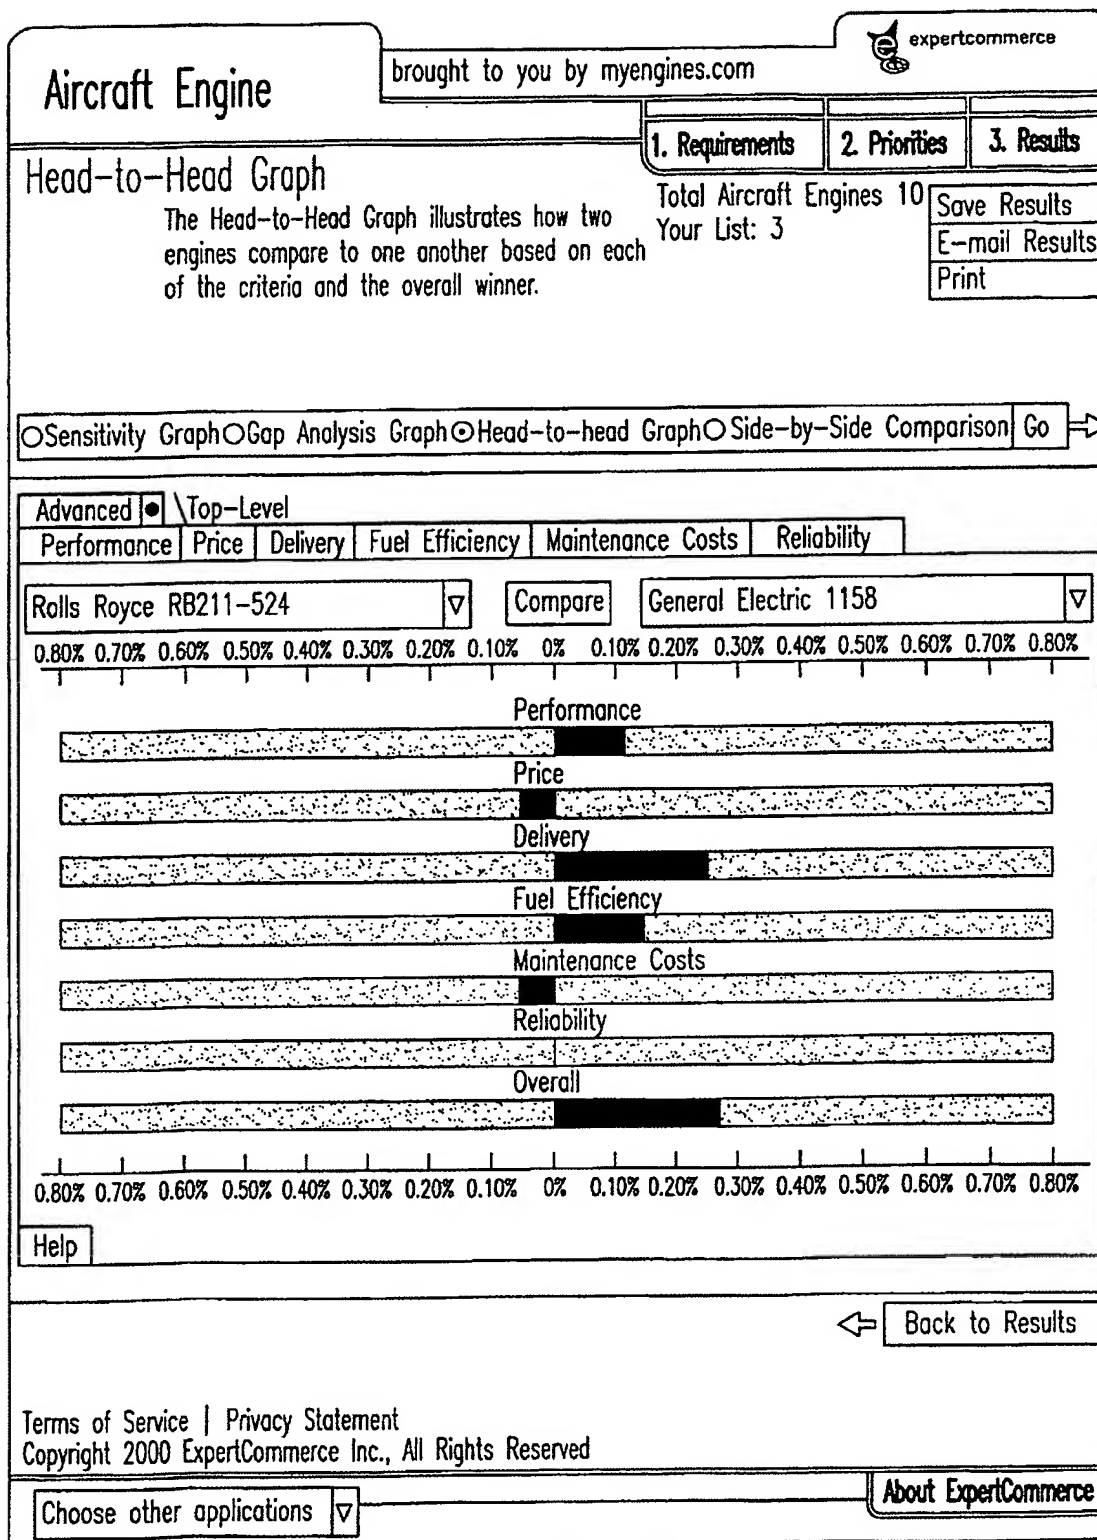 expertcommerce
Aircraft Engine
brought to you by myengines.com
1. Requirements 2. Priorities 3. Results
Head-to-Head Graph
The Head-to-Head Graph illustrates how two
engines compare to one another based on each
of the criteria and the overall winner.
Total Aircraft Engines 10
Your List: 3
Save Results
E-mail Results
Print
Sensitivity Graph Gap Analysis Graph Head-to-head Graph Side-by-Side Comparison Go
Advanced \Top-Level
Performance Price Delivery Fuel Efficiency Maintenance Costs Reliability
Rolls Royce RB211-524 Compare General Electric 1158
0.80% 0.70% 0.60% 0.50% 0.40% 0.30% 0.20% 0.10% 0% 0.10% 0.20% 0.30% 0.40% 0.50% 0.60% 0.70% 0.80%
Performance
Price
Delivery
Fuel Efficiency
Maintenance Costs
Reliability
Overall
0.80% 0.70% 0.60% 0.50% 0.40% 0.30% 0.20% 0.10% 0% 0.10% 0.20% 0.30% 0.40% 0.50% 0.60% 0.70% 0.80%
Help
Back to Results
Terms of Service | Privacy Statement
Copyright 2000 ExpertCommerce Inc., All Rights Reserved
About ExpertCommerce
Choose other applications